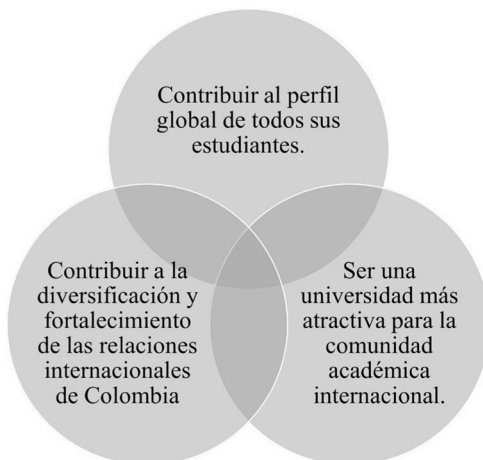 Contribuir al perfil
global de todos sus
estudiantes.
Contribuir a la
diversificación y
fortalecimiento
de las relaciones
internacionales
de Colombia
Ser una
universidad más
atractiva para la
comunidad
académica
internacional.